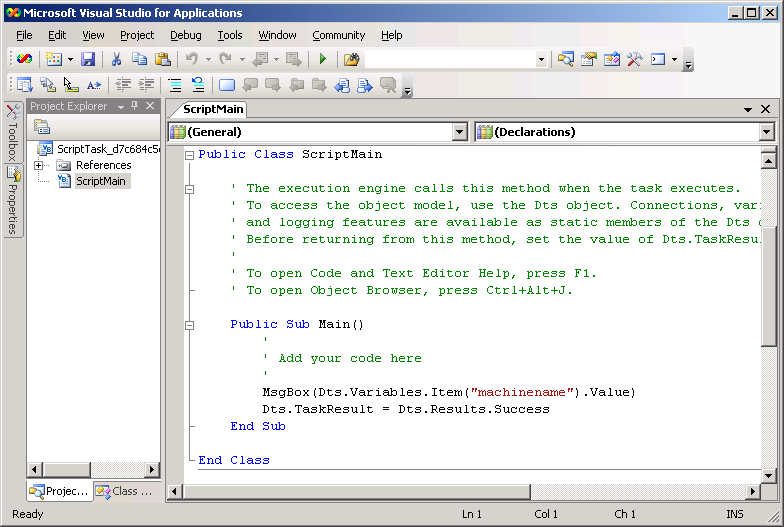 Microsoft Visual Studio for Applications
File Edit View Project Debug Tools Window Community Help
Toolbox
Properties
Project Explorer
ScriptTask_d7c684c5
References
ScriptMain
Projec... Class ...
ScriptMain
(General) (Declarations)
Public Class ScriptMain
' The execution engine calls this method when the task executes.
' To access the object model, use the Dts object. Connections, var
' and logging features are available as static members of the Dts
' Before returning from this method, set the value of Dts.TaskResu
'
' To open Code and Text Editor Help, press F1.
' To open Object Browser, press Ctrl+Alt+J.
Public Sub Main()
'
' Add your code here
'
MsgBox(Dts.Variables.Item("machinename").Value)
Dts.TaskResult = Dts.Results.Success
End Sub
End Class
Ready Ln 1 Col 1 Ch 1 INS